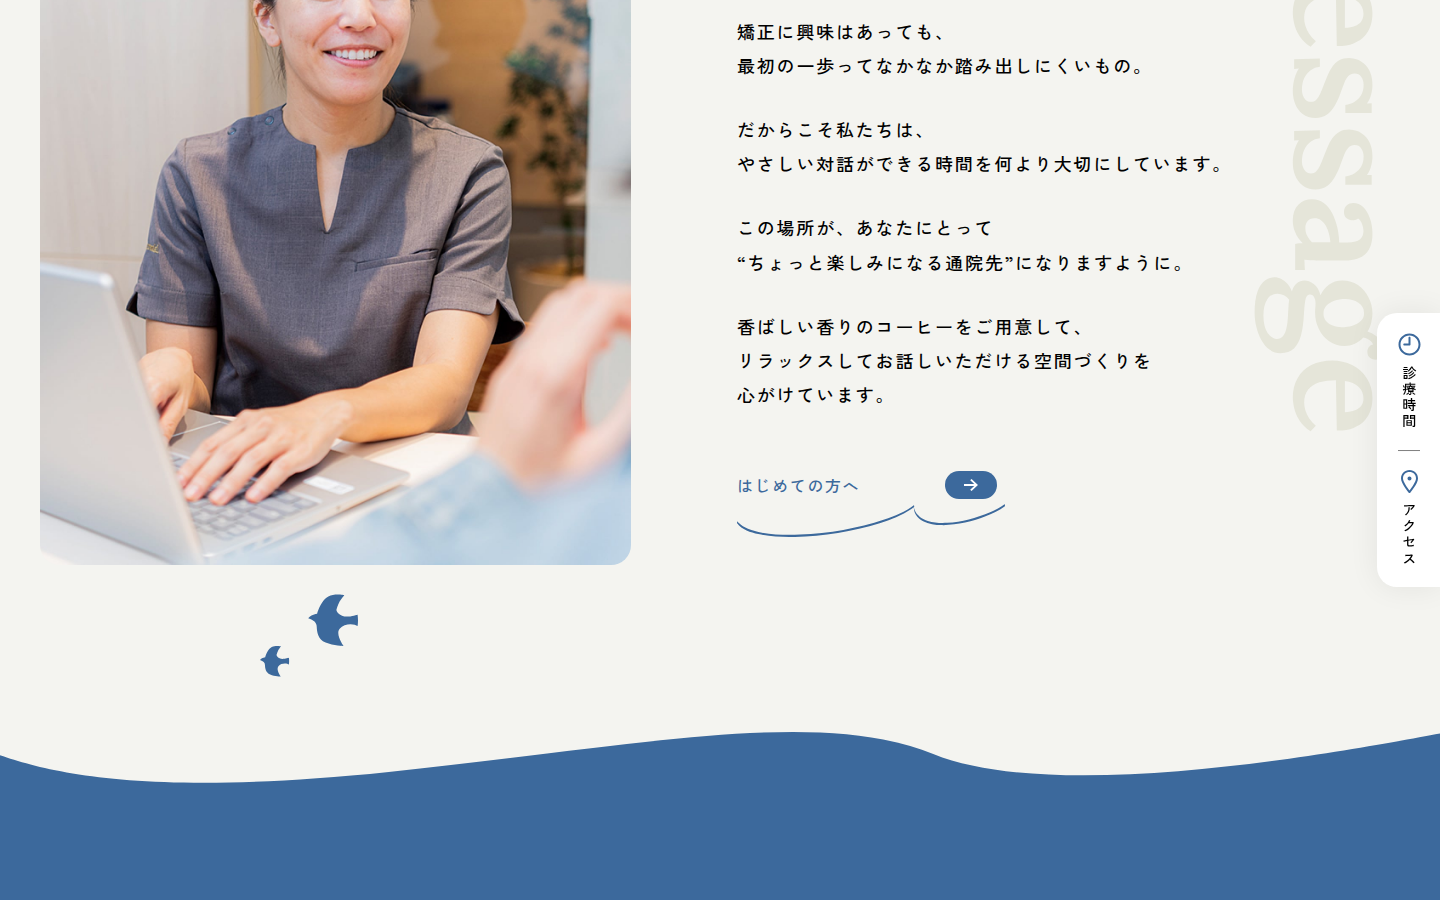 矯正に興味はあっても、
最初の一歩ってなかなか踏み出しにくいもの。
だからこそ私たちは、
やさしい対話ができる時間を何より大切にしています。
この場所が、あなたにとって
“ちょっと楽しみになる通院先”になりますように。
香ばしい香りのコーヒーをご用意して、
リラックスしてお話しいただける空間づくりを
心がけています。
はじめての方へ
essage
診療時間
アクセス